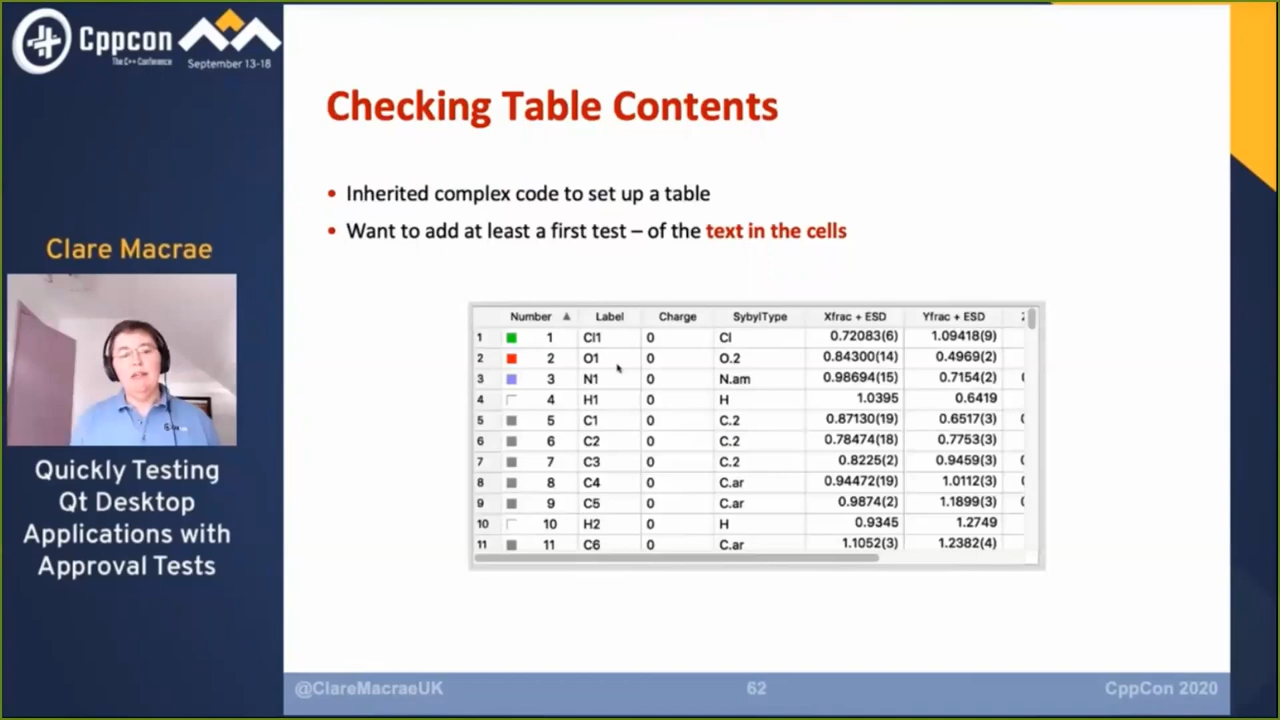 Cppcon
The C++ Conference
September 13-18
Clare Macrae
Quickly Testing
Qt Desktop
Applications with
Approval Tests
Checking Table Contents
• Inherited complex code to set up a table
• Want to add at least a first test – of the text in the cells
Number Label Charge SybylType Xfrac + ESD Yfrac + ESD
1 1 Cl1 0 Cl 0.72083(6) 1.09418(9)
2 2 O1 0 O.2 0.84300(14) 0.4969(2)
3 3 N1 0 N.am 0.98694(15) 0.7154(2)
4 4 H1 0 H 1.0395 0.6419
5 5 C1 0 C.2 0.87130(19) 0.6517(3)
6 6 C2 0 C.2 0.78474(18) 0.7753(3)
7 7 C3 0 C.2 0.8225(2) 0.9459(3)
8 8 C4 0 C.ar 0.94472(19) 1.0112(3)
9 9 C5 0 C.ar 0.9874(2) 1.1899(3)
10 10 H2 0 H 0.9345 1.2749
11 11 C6 0 C.ar 1.1052(3) 1.2382(4)
@ClareMacraeUK 62 CppCon 2020